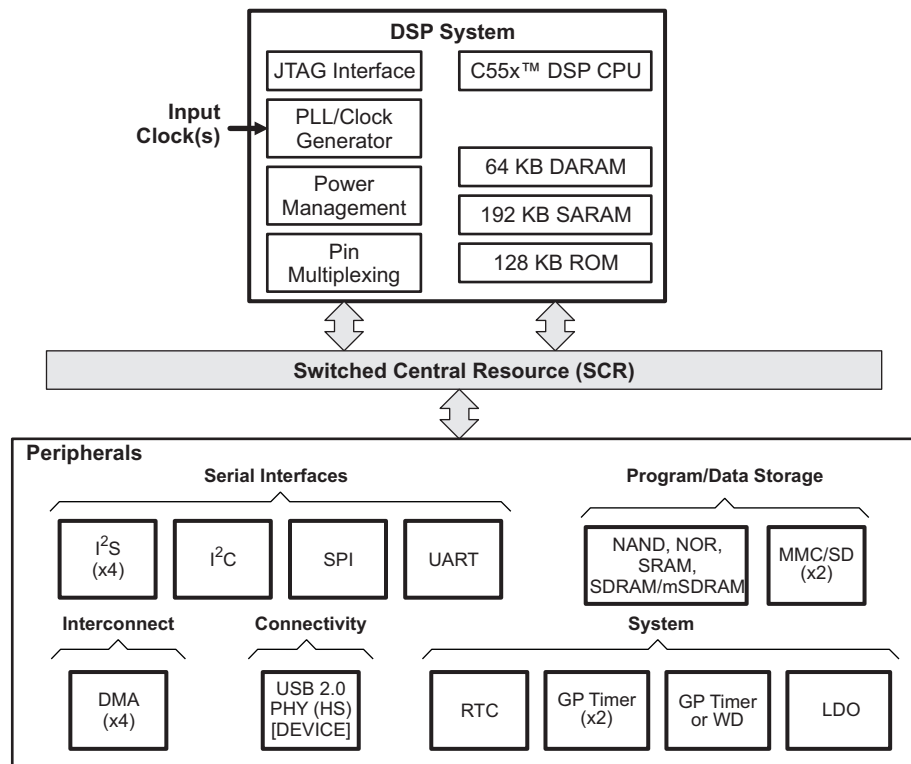 DSP System
JTAG Interface
C55x™ DSP CPU
Input
Clock(s)
PLL/Clock
Generator
64 KB DARAM
Power
Management
192 KB SARAM
Pin
Multiplexing
128 KB ROM
Switched Central Resource (SCR)
Peripherals
Serial Interfaces
Program/Data Storage
I²S
(x4)
I²C
SPI
UART
NAND, NOR,
SRAM,
SDRAM/mSDRAM
MMC/SD
(x2)
Interconnect
Connectivity
System
DMA
(x4)
USB 2.0
PHY (HS)
[DEVICE]
RTC
GP Timer
(x2)
GP Timer
or WD
LDO